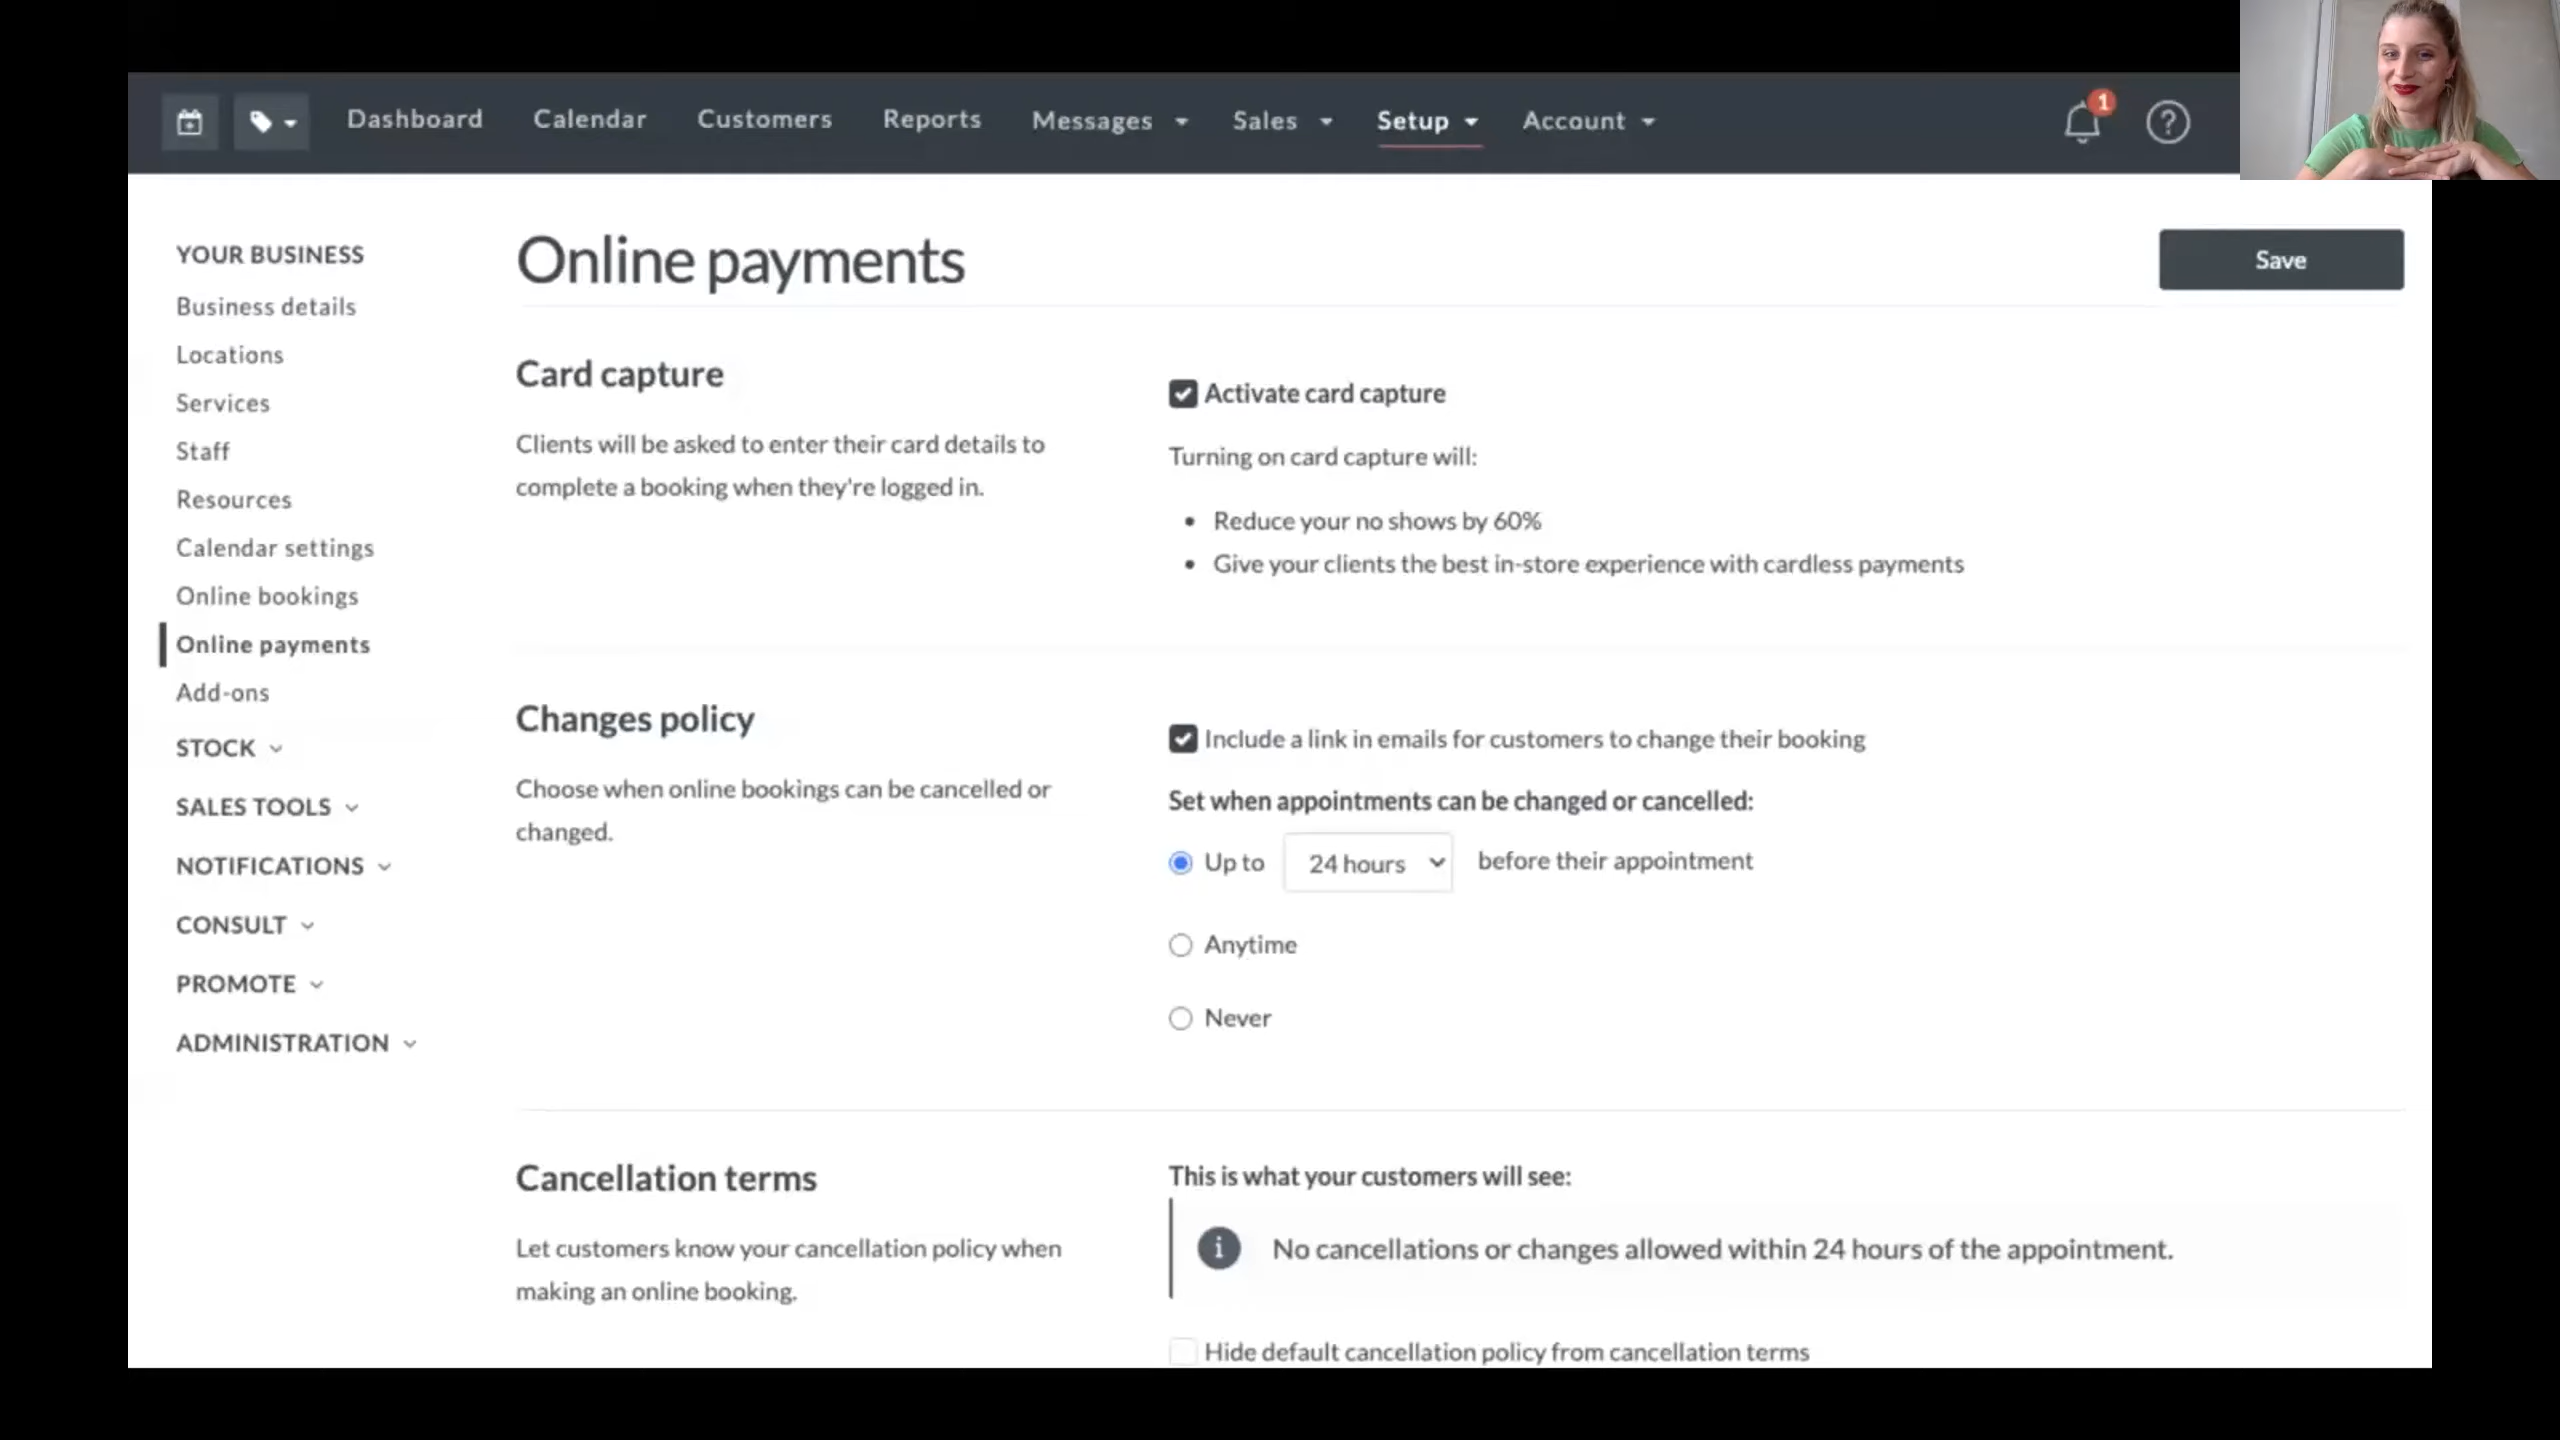 Dashboard Calendar Customers Reports Messages Sales Setup Account 1 ?
YOUR BUSINESS
Business details
Locations
Services
Staff
Resources
Calendar settings
Online bookings
Online payments
Add-ons
STOCK
SALES TOOLS
NOTIFICATIONS
CONSULT
PROMOTE
ADMINISTRATION
Online payments
Save
Card capture
Clients will be asked to enter their card details to
complete a booking when they're logged in.
Activate card capture
Turning on card capture will:
• Reduce your no shows by 60%
• Give your clients the best in-store experience with cardless payments
Changes policy
Choose when online bookings can be cancelled or
changed.
Include a link in emails for customers to change their booking
Set when appointments can be changed or cancelled:
Up to 24 hours before their appointment
Anytime
Never
Cancellation terms
Let customers know your cancellation policy when
making an online booking.
This is what your customers will see:
i No cancellations or changes allowed within 24 hours of the appointment.
Hide default cancellation policy from cancellation terms